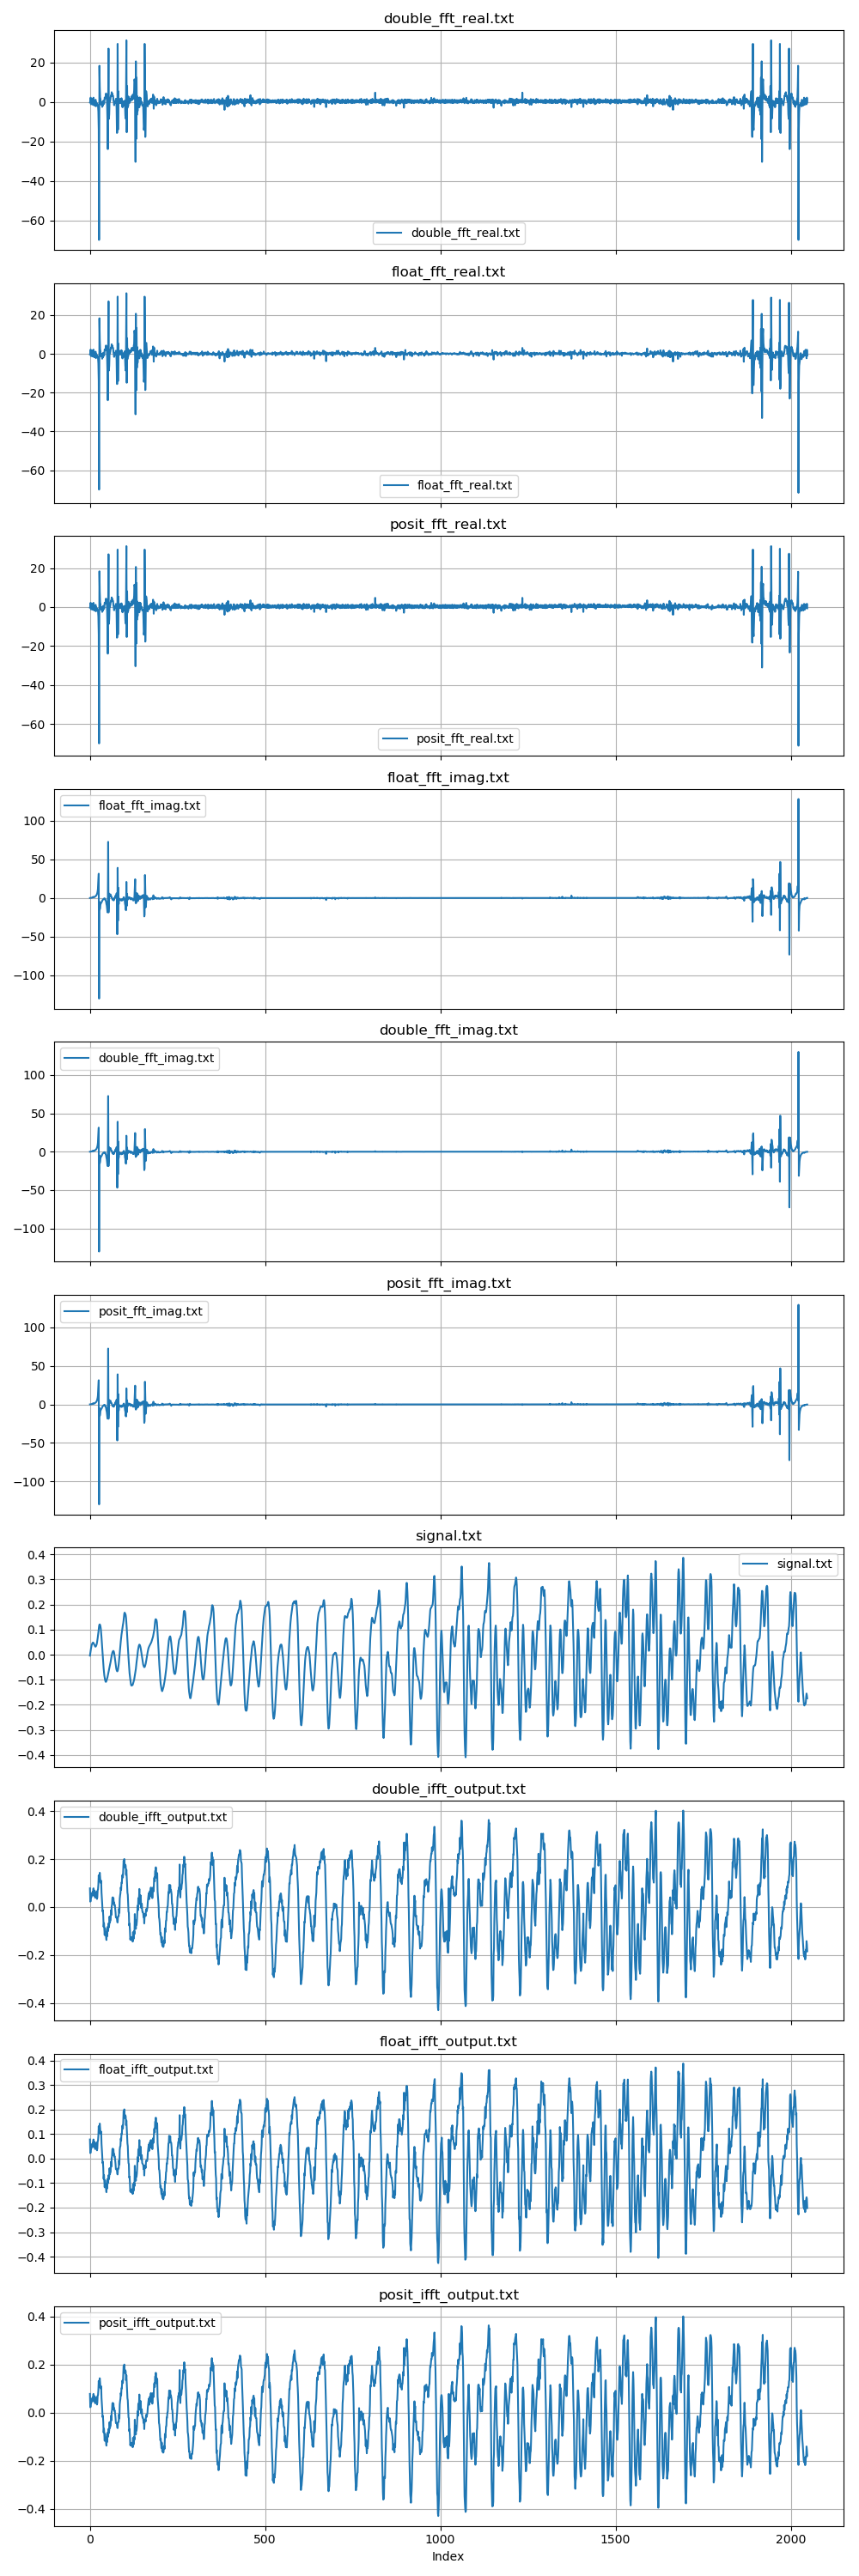 double_fft_real.txt
20
0
−20
−40
−60
double_fft_real.txt
float_fft_real.txt
20
0
−20
−40
−60
float_fft_real.txt
posit_fft_real.txt
20
0
−20
−40
−60
posit_fft_real.txt
float_fft_imag.txt
float_fft_imag.txt
100
50
0
−50
−100
double_fft_imag.txt
double_fft_imag.txt
100
50
0
−50
−100
posit_fft_imag.txt
posit_fft_imag.txt
100
50
0
−50
−100
signal.txt
signal.txt
0.4
0.3
0.2
0.1
0.0
−0.1
−0.2
−0.3
−0.4
double_ifft_output.txt
double_ifft_output.txt
0.4
0.2
0.0
−0.2
−0.4
float_ifft_output.txt
float_ifft_output.txt
0.4
0.3
0.2
0.1
0.0
−0.1
−0.2
−0.3
−0.4
posit_ifft_output.txt
posit_ifft_output.txt
0.4
0.2
0.0
−0.2
−0.4
0 500 1000 1500 2000
Index